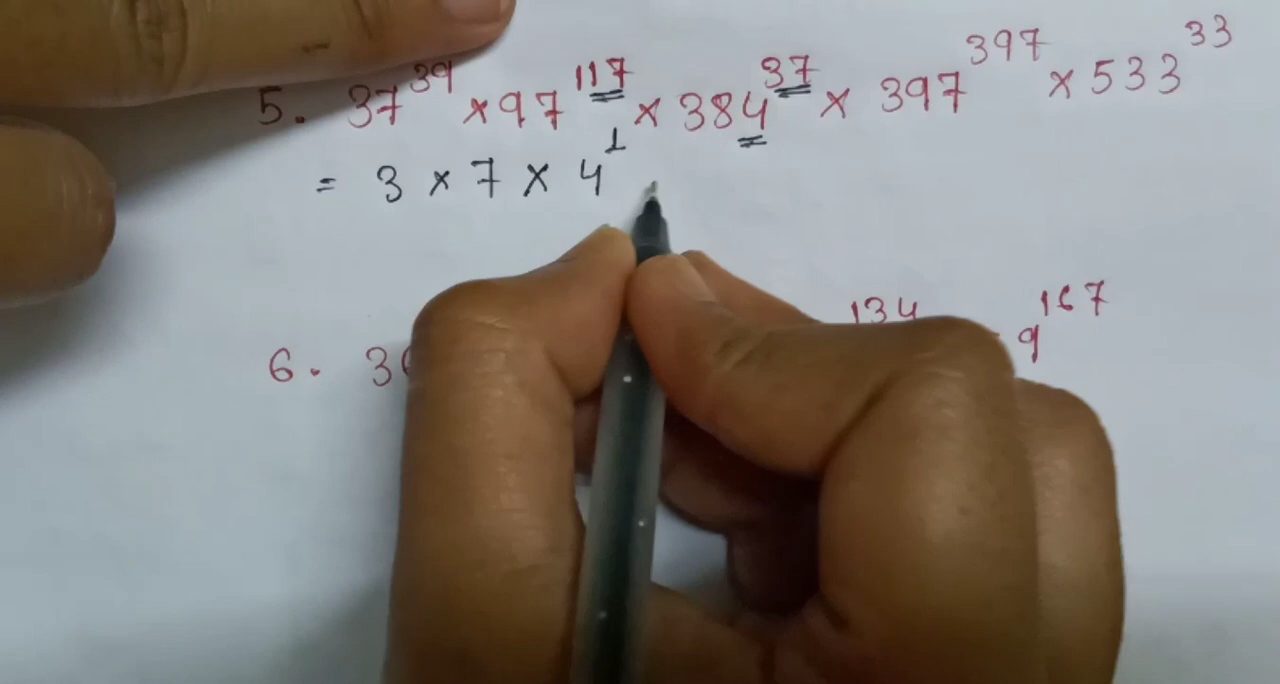 5. 37^39 × 97^117 × 384^37 × 397^397 × 533^33
= 3 × 7 × 4^1
6. 3 134 9^167